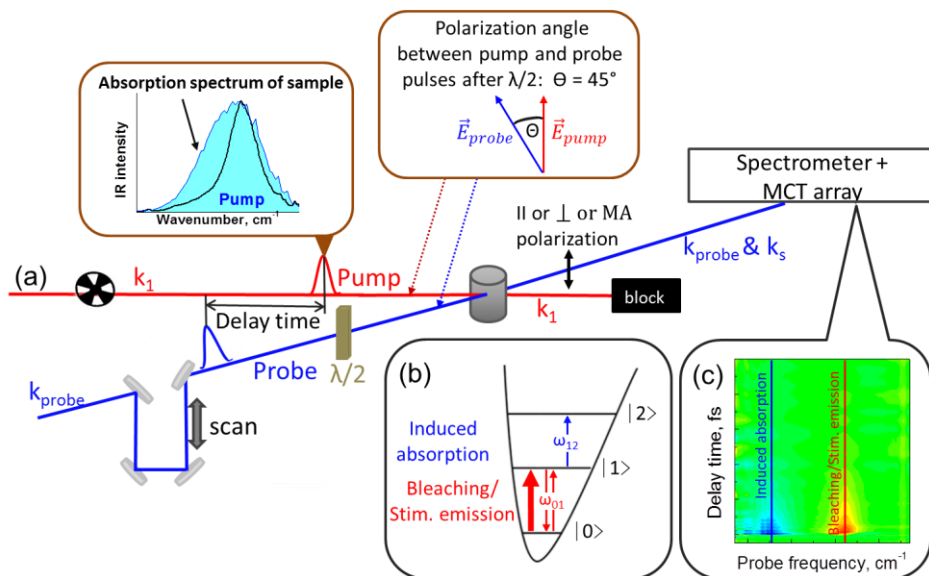 Polarization angle
between pump and probe
pulses after λ/2: Θ = 45°
E⃗probe
Θ
E⃗pump
Absorption spectrum of sample
IR intensity
Pump
Wavenumber, cm⁻¹
Spectrometer +
MCT array
II or ⊥ or MA
polarization
kprobe & ks
(a)
k1
Pump
k1
block
Delay time
Probe
λ/2
kprobe
scan
(b)
|2>
ω12
Induced
absorption
|1>
Bleaching/
Stim. emission
ω01
|0>
(c)
Delay time, fs
Induced absorption
Bleaching/Stim. emission
Probe frequency, cm⁻¹